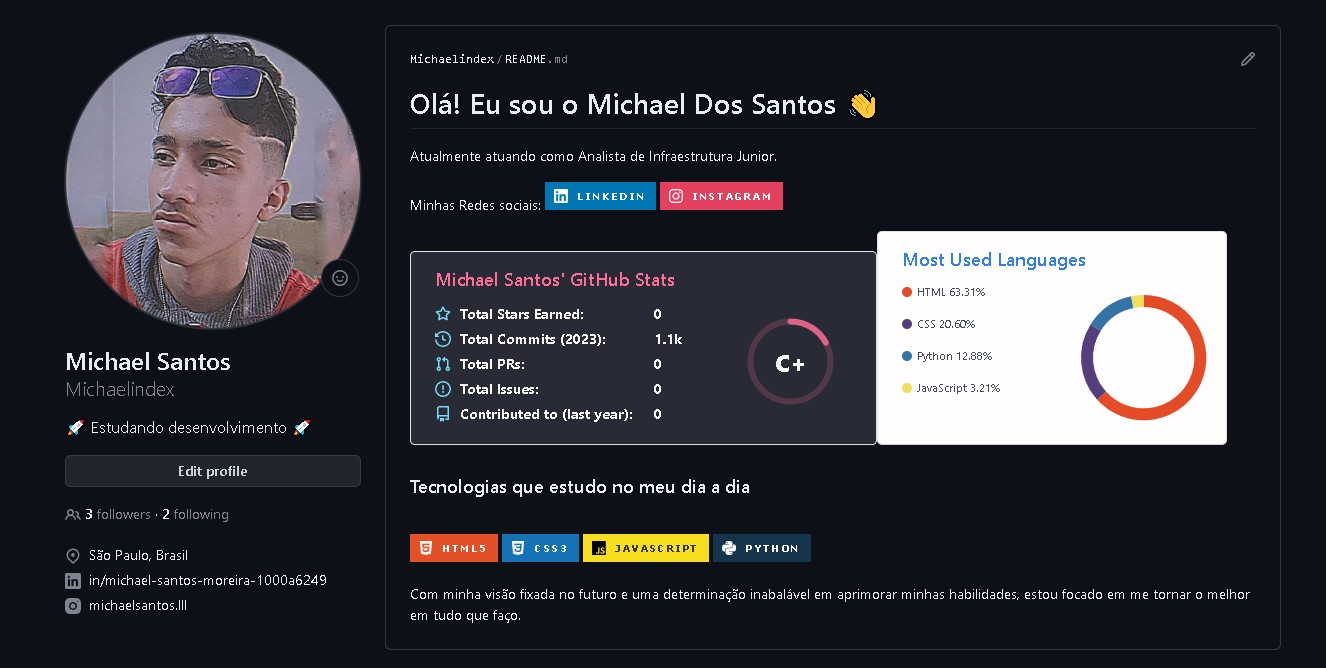 Michael Santos
Michaelindex
🚀 Estudando desenvolvimento 🚀
Edit profile
3 followers · 2 following
São Paulo, Brasil
in/michael-santos-moreira-1000a6249
michaelsantos.lll
Michaelindex/README.md
Olá! Eu sou o Michael Dos Santos 👋
Atualmente atuando como Analista de Infraestrutura Junior.
Minhas Redes sociais: LINKEDIN INSTAGRAM
Michael Santos' GitHub Stats
Total Stars Earned: 0
Total Commits (2023): 1.1k
Total PRs: 0
Total Issues: 0
Contributed to (last year): 0
C+
Most Used Languages
HTML 63.31%
CSS 20.60%
Python 12.88%
JavaScript 3.21%
Tecnologias que estudo no meu dia a dia
HTML5 CSS3 JAVASCRIPT PYTHON
Com minha visão fixada no futuro e uma determinação inabalável em aprimorar minhas habilidades, estou focado em me tornar o melhor
em tudo que faço.